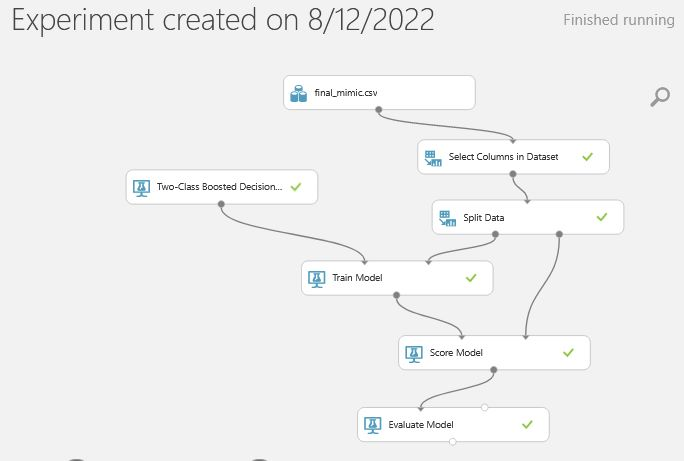 Experiment created on 8/12/2022
Finished running
final_mimic.csv
Select Columns in Dataset
Two-Class Boosted Decision...
Split Data
Train Model
Score Model
Evaluate Model